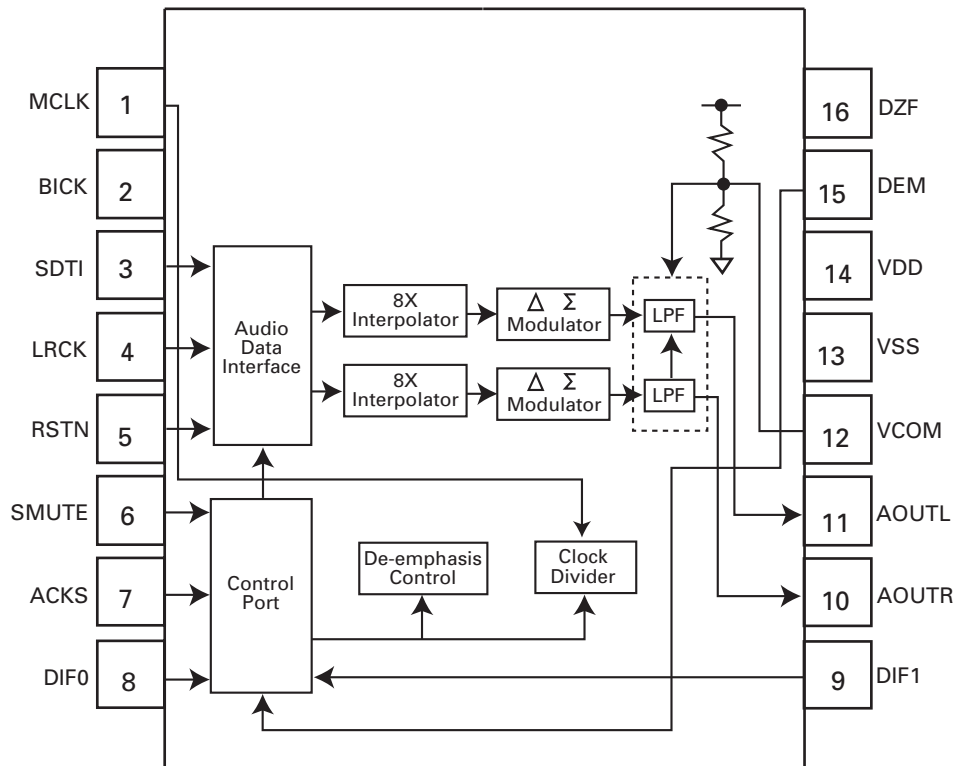 MCLK 1
BICK 2
SDTI 3
LRCK 4
RSTN 5
SMUTE 6
ACKS 7
DIF0 8
16 DZF
15 DEM
14 VDD
13 VSS
12 VCOM
11 AOUTL
10 AOUTR
9 DIF1
Audio
Data
Interface
8X
Interpolator
Δ Σ
Modulator
LPF
8X
Interpolator
Δ Σ
Modulator
LPF
Control
Port
De-emphasis
Control
Clock
Divider